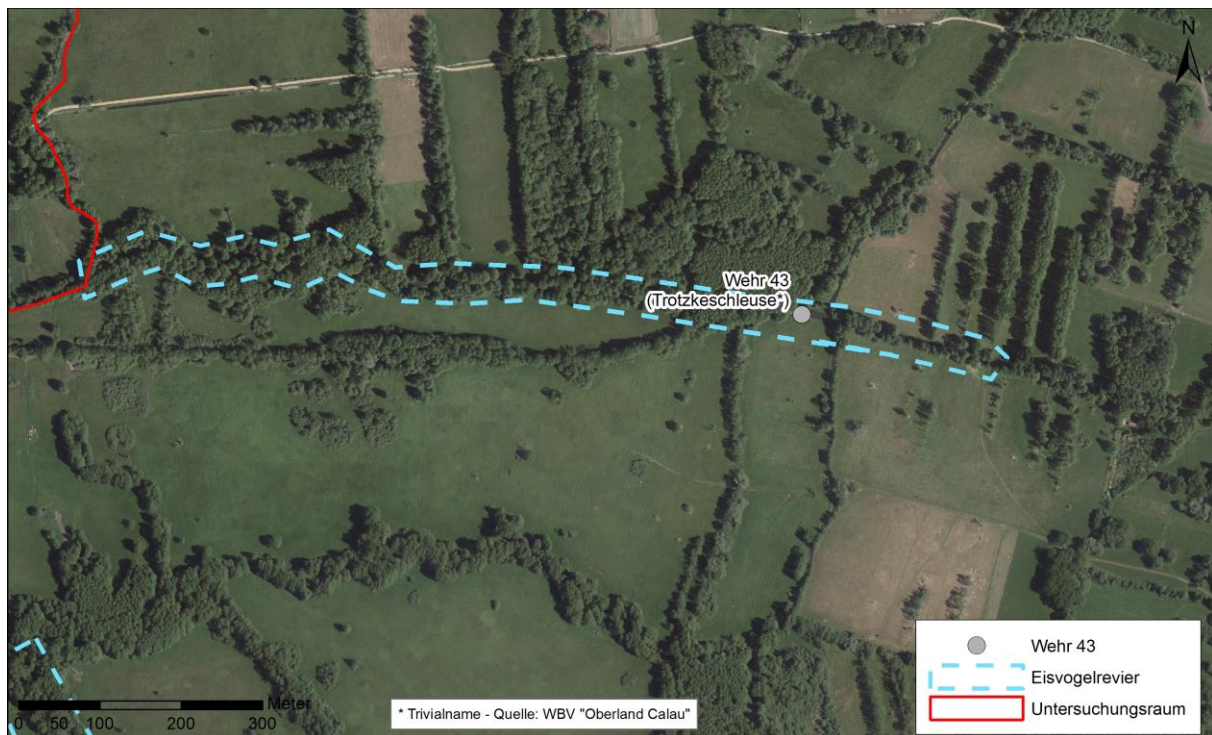 N
Wehr 43
(Trotzkeschleuse*)
Wehr 43
Eisvogelrevier
Untersuchungsraum
Meter
0 50 100 200 300
* Trivialname - Quelle: WBV "Oberland Calau"